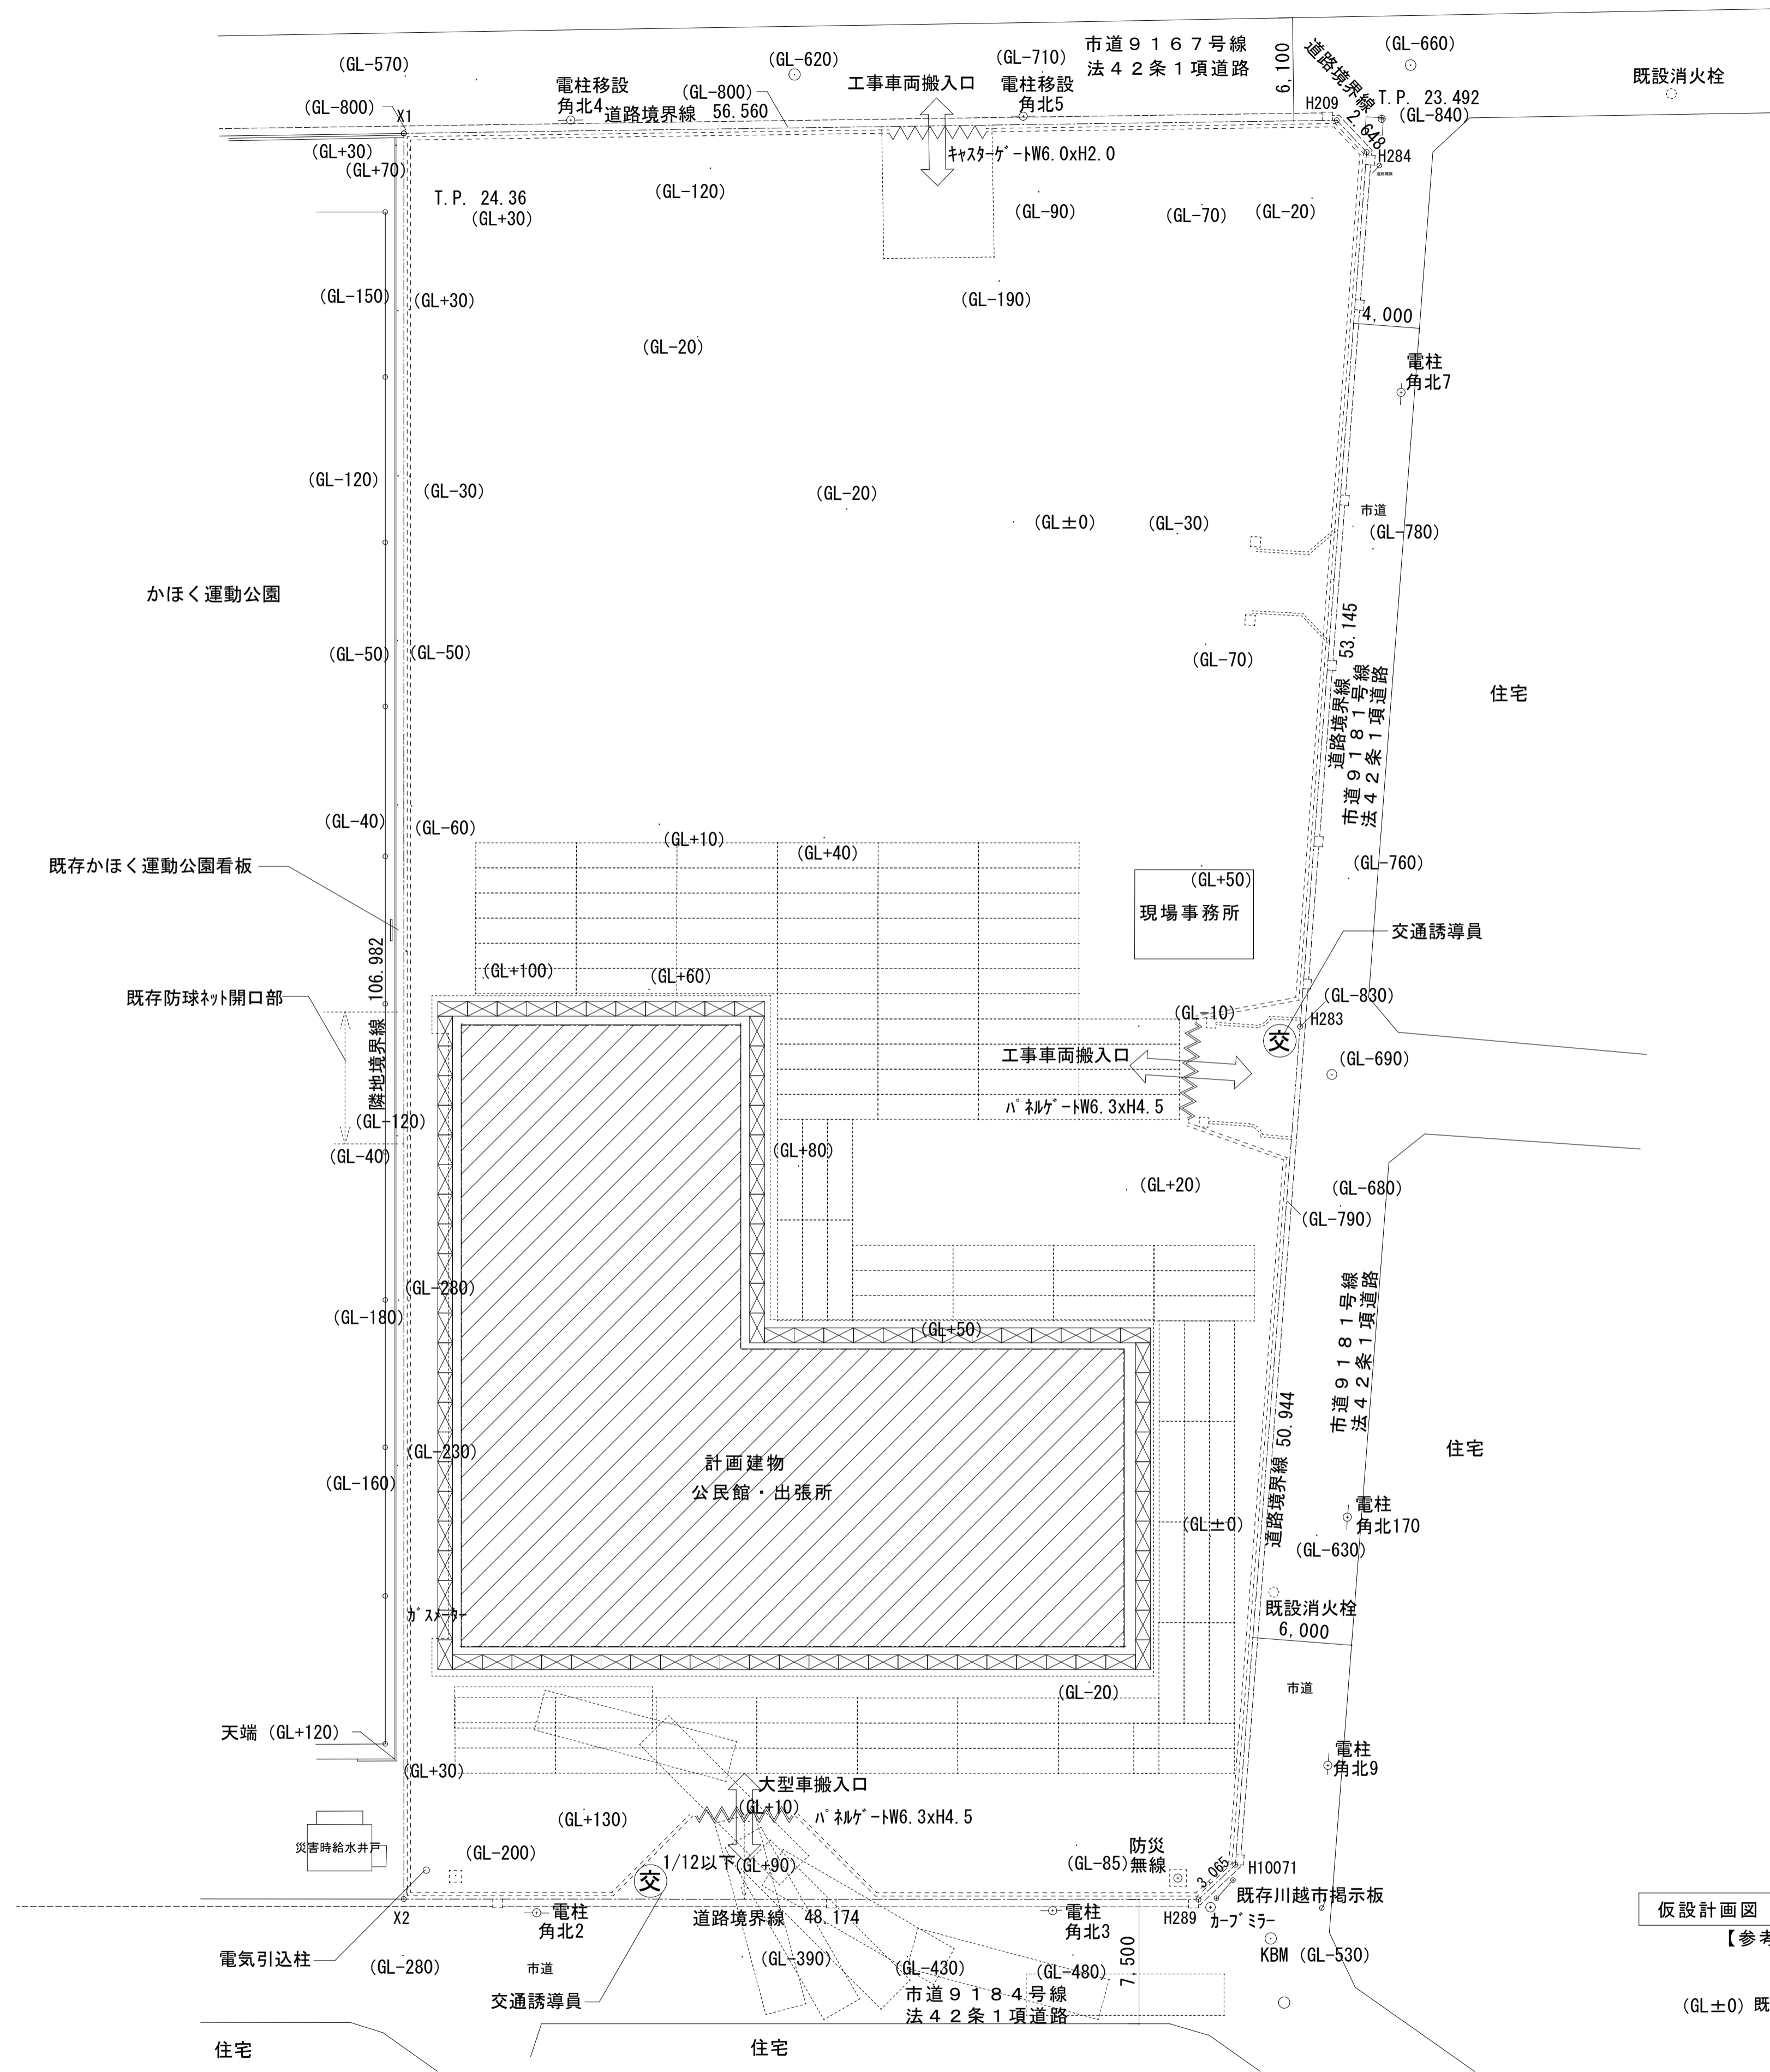 市道９１６７号線
法４２条１項道路
6,100
道路境界線
(GL-660)
(GL-570)
(GL-620)
(GL-710)
既設消火栓
電柱移設
角北4
(GL-800)
工事車両搬入口
電柱移設
角北5
T.P. 23.492
(GL-840)
(GL-800)
X1
道路境界線 56.560
H209
2.648
(GL+30)
(GL+70)
ｷｬｽﾀｰｹﾞｰﾄW6.0xH2.0
H284
T.P. 24.36
(GL+30)
(GL-120)
(GL-90)
(GL-70)
(GL-20)
(GL-150)
(GL+30)
(GL-190)
4,000
(GL-20)
電柱
角北7
(GL-120)
(GL-30)
(GL-20)
(GL±0)
(GL-30)
市道
(GL-780)
かほく運動公園
(GL-50)
(GL-50)
(GL-70)
道路境界線 53.145
市道９１８１号線
法４２条１項道路
住宅
(GL-40)
(GL-60)
(GL+10)
(GL+40)
(GL-760)
既存かほく運動公園看板
(GL+50)
現場事務所
交通誘導員
隣地境界線 106.982
(GL+100)
(GL+60)
既存防球ﾈｯﾄ開口部
(GL-830)
(GL-10)
H283
交
工事車両搬入口
(GL-690)
ﾊﾟﾈﾙｹﾞｰﾄW6.3xH4.5
(GL-120)
(GL-40)
(GL+80)
(GL+20)
(GL-680)
(GL-790)
(GL-280)
(GL-180)
(GL+50)
市道９１８１号線
法４２条１項道路
道路境界線 50.944
(GL-230)
(GL-160)
計画建物
公民館・出張所
住宅
電柱
角北170
(GL±0)
(GL-630)
ｶﾞｽﾒｰﾀｰ
既設消火栓
6,000
(GL-20)
市道
天端 (GL+120)
(GL+30)
電柱
角北9
大型車搬入口
(GL+10)
ﾊﾟﾈﾙｹﾞｰﾄW6.3xH4.5
(GL+130)
災害時給水井戸
(GL-200)
交
1/12以下
(GL+90)
防災
無線
(GL-85)
3.065
H10071
既存川越市掲示板
X2
電柱
角北2
道路境界線 48.174
電柱
角北3
H289
ｶｰﾌﾞﾐﾗｰ
仮設計画図
【参考
電気引込柱
(GL-280)
市道
(GL-390)
(GL-430)
(GL-480)
7,500
KBM (GL-530)
交通誘導員
市道９１８４号線
法４２条１項道路
(GL±0) 既
住宅
住宅